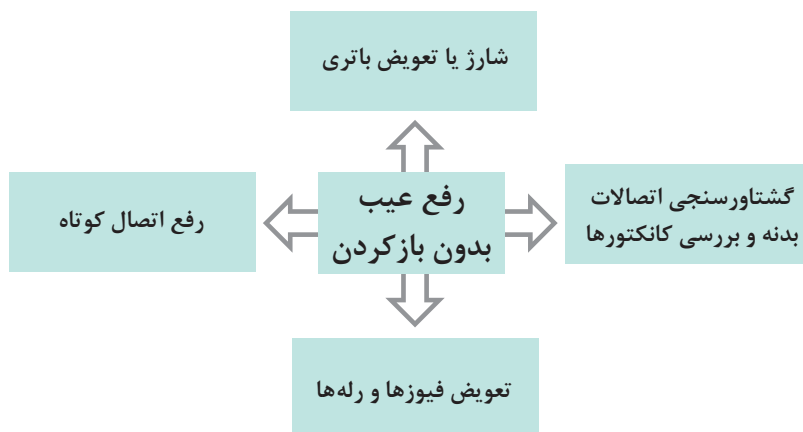 شارژ یا تعویض باتری
گشتاورسنجی اتصالات
بدنه و بررسی کانکتورها
رفع عیب
بدون بازکردن
رفع اتصال کوتاه
تعویض فیوزها و رله‌ها